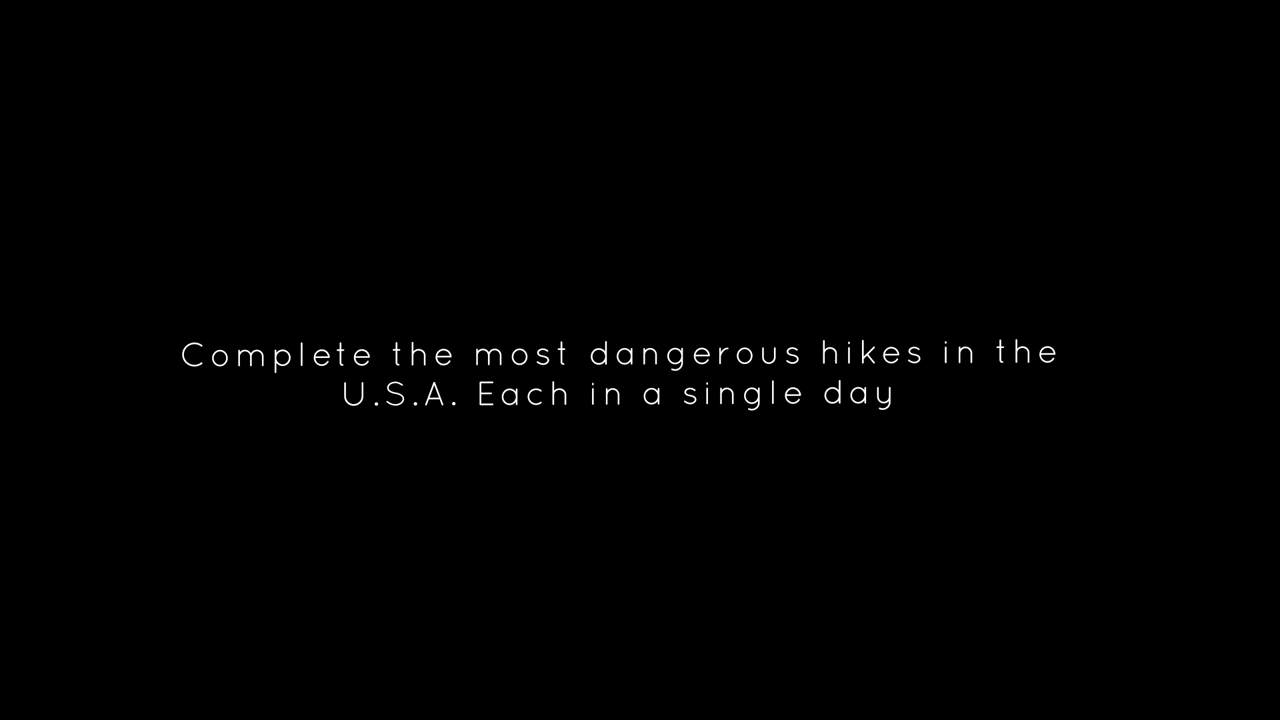 Complete the most dangerous hikes in the
U.S.A. Each in a single day